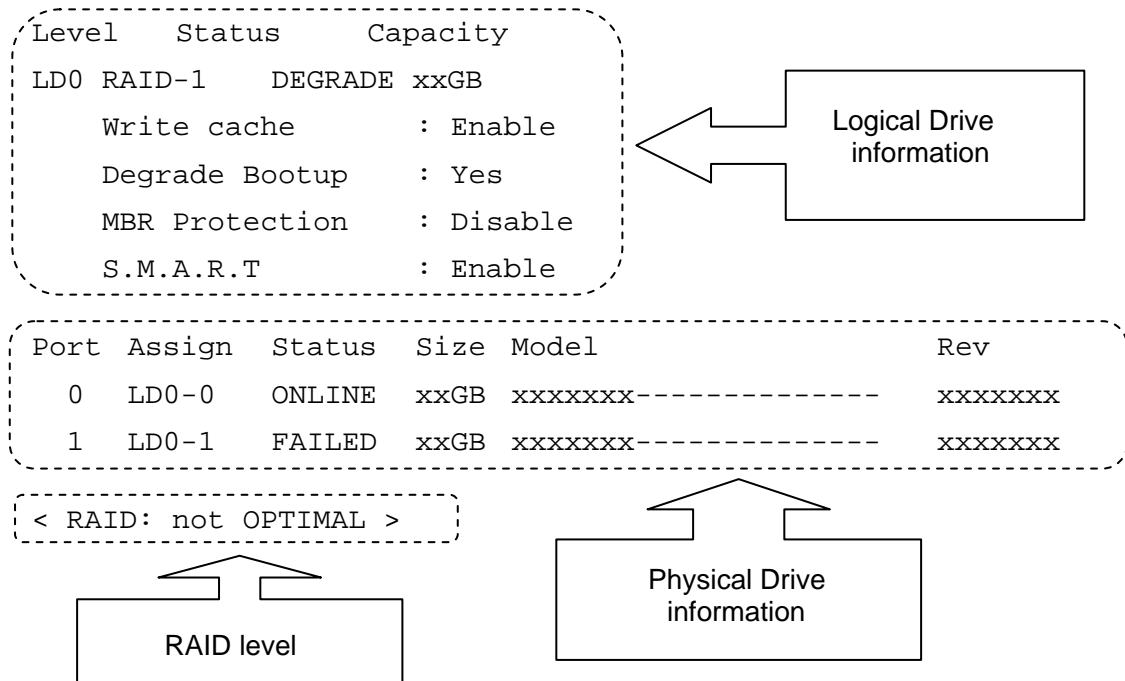 Level Status Capacity
LD0 RAID-1 DEGRADE xxGB
Write cache : Enable
Degrade Bootup : Yes
MBR Protection : Disable
S.M.A.R.T : Enable
Logical Drive
information
Port Assign Status Size Model Rev
0 LD0-0 ONLINE xxGB xxxxxxx-------------- xxxxxxx
1 LD0-1 FAILED xxGB xxxxxxx-------------- xxxxxxx
< RAID: not OPTIMAL >
Physical Drive
information
RAID level